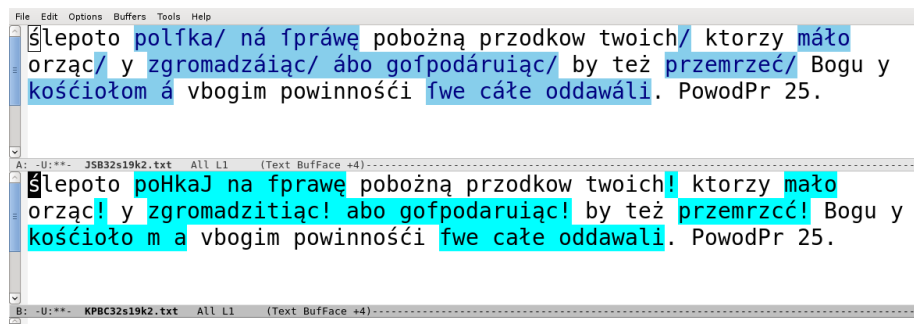 File Edit Options Buffers Tools Help
ślepoto polſka/ ná ſpráwę pobożną przodkow twoich/ ktorzy máło
orząc/ y zgromadzáiąc/ ábo goſpodáruiąc/ by też przemrzeć/ Bogu y
kośćiołom á vbogim powinnośći ſwe cáłe oddawáli. PowodPr 25.
A: -U:**- JSB32s19k2.txt All L1 (Text BufFace +4)
ślepoto poHkaJ na fprawę pobożną przodkow twoich! ktorzy mało
orząc! y zgromadzitiąc! abo gofpodaruiąc! by też przemrzcć! Bogu y
kośćioło m a vbogim powinnośći fwe całe oddawali. PowodPr 25.
B: -U:**- KPBC32s19k2.txt All L1 (Text BufFace +4)